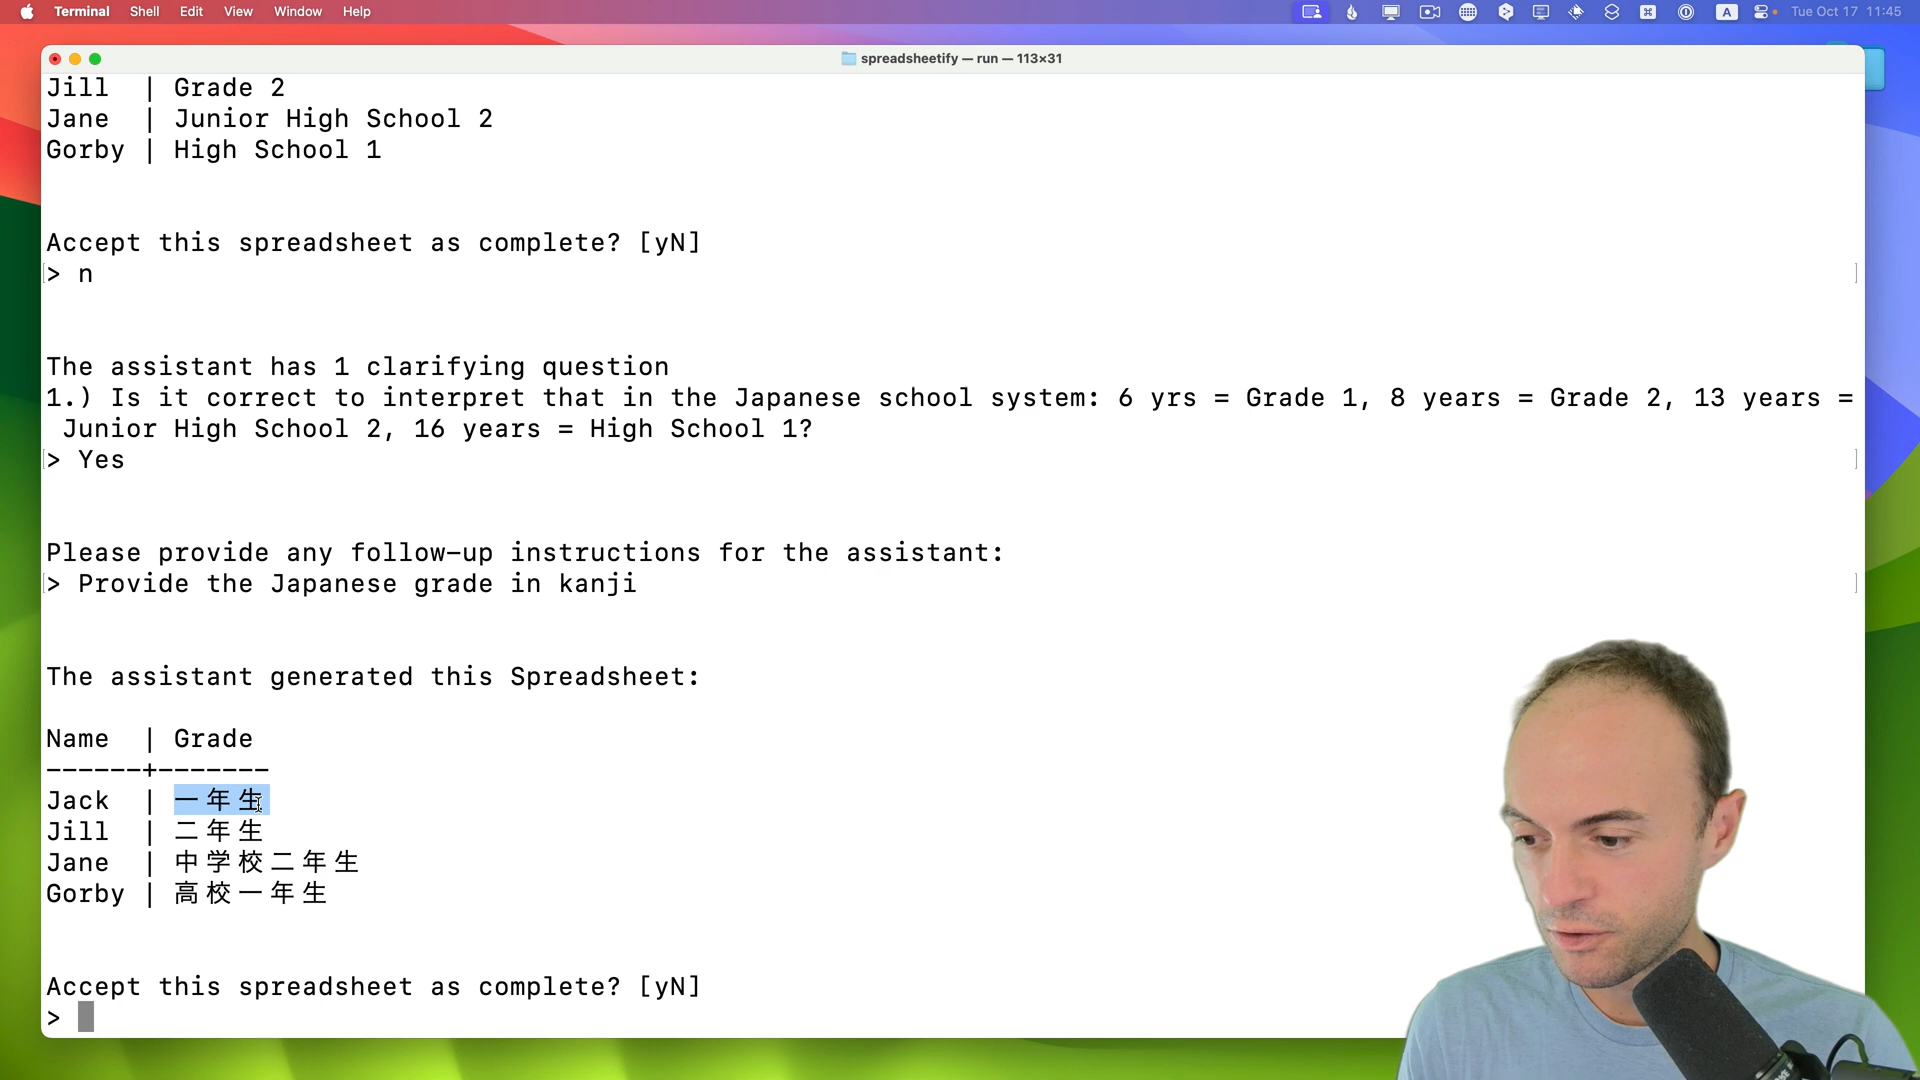 Terminal Shell Edit View Window Help A Tue Oct 17 11:45
spreadsheetify — run — 113×31
Jill | Grade 2
Jane | Junior High School 2
Gorby | High School 1
Accept this spreadsheet as complete? [yN]
> n
The assistant has 1 clarifying question
1.) Is it correct to interpret that in the Japanese school system: 6 yrs = Grade 1, 8 years = Grade 2, 13 years =
Junior High School 2, 16 years = High School 1?
> Yes
Please provide any follow-up instructions for the assistant:
> Provide the Japanese grade in kanji
The assistant generated this Spreadsheet:
Name | Grade
------+-------
Jack | 一年生
Jill | 二年生
Jane | 中学校二年生
Gorby | 高校一年生
Accept this spreadsheet as complete? [yN]
>